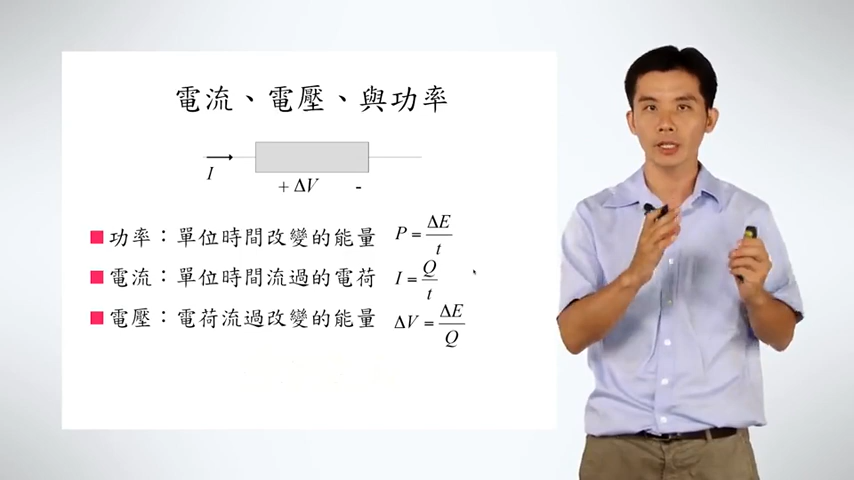 電流、電壓、與功率
I
+ ΔV -
功率：單位時間改變的能量 P = ΔE/t
電流：單位時間流過的電荷 I = Q/t
電壓：電荷流過改變的能量 ΔV = ΔE/Q